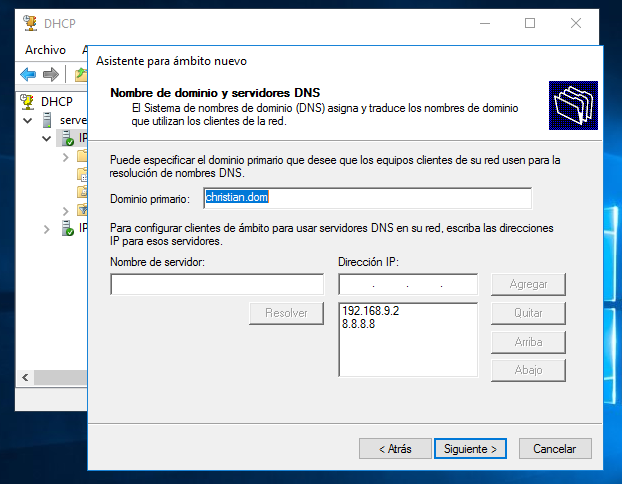 DHCP
Archivo A
Asistente para ámbito nuevo
DHCP
serve
IP
IP
Nombre de dominio y servidores DNS
El Sistema de nombres de dominio (DNS) asigna y traduce los nombres de dominio
que utilizan los clientes de la red.
Puede especificar el dominio primario que desee que los equipos clientes de su red usen para la
resolución de nombres DNS.
Dominio primario: christian.dom
Para configurar clientes de ámbito para usar servidores DNS en su red, escriba las direcciones
IP para esos servidores.
Nombre de servidor: Dirección IP:
. . . Agregar
Resolver 192.168.9.2 Quitar
8.8.8.8
Arriba
Abajo
< Atrás Siguiente > Cancelar